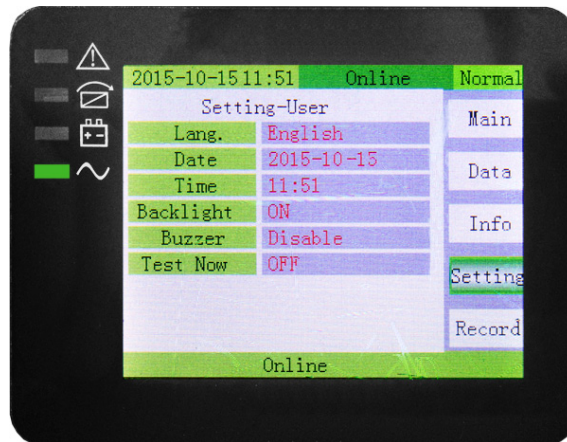 2015-10-15 11:51 Online Normal
Setting-User
Lang. English
Date 2015-10-15
Time 11:51
Backlight ON
Buzzer Disable
Test Now OFF
Main
Data
Info
Setting
Record
Online